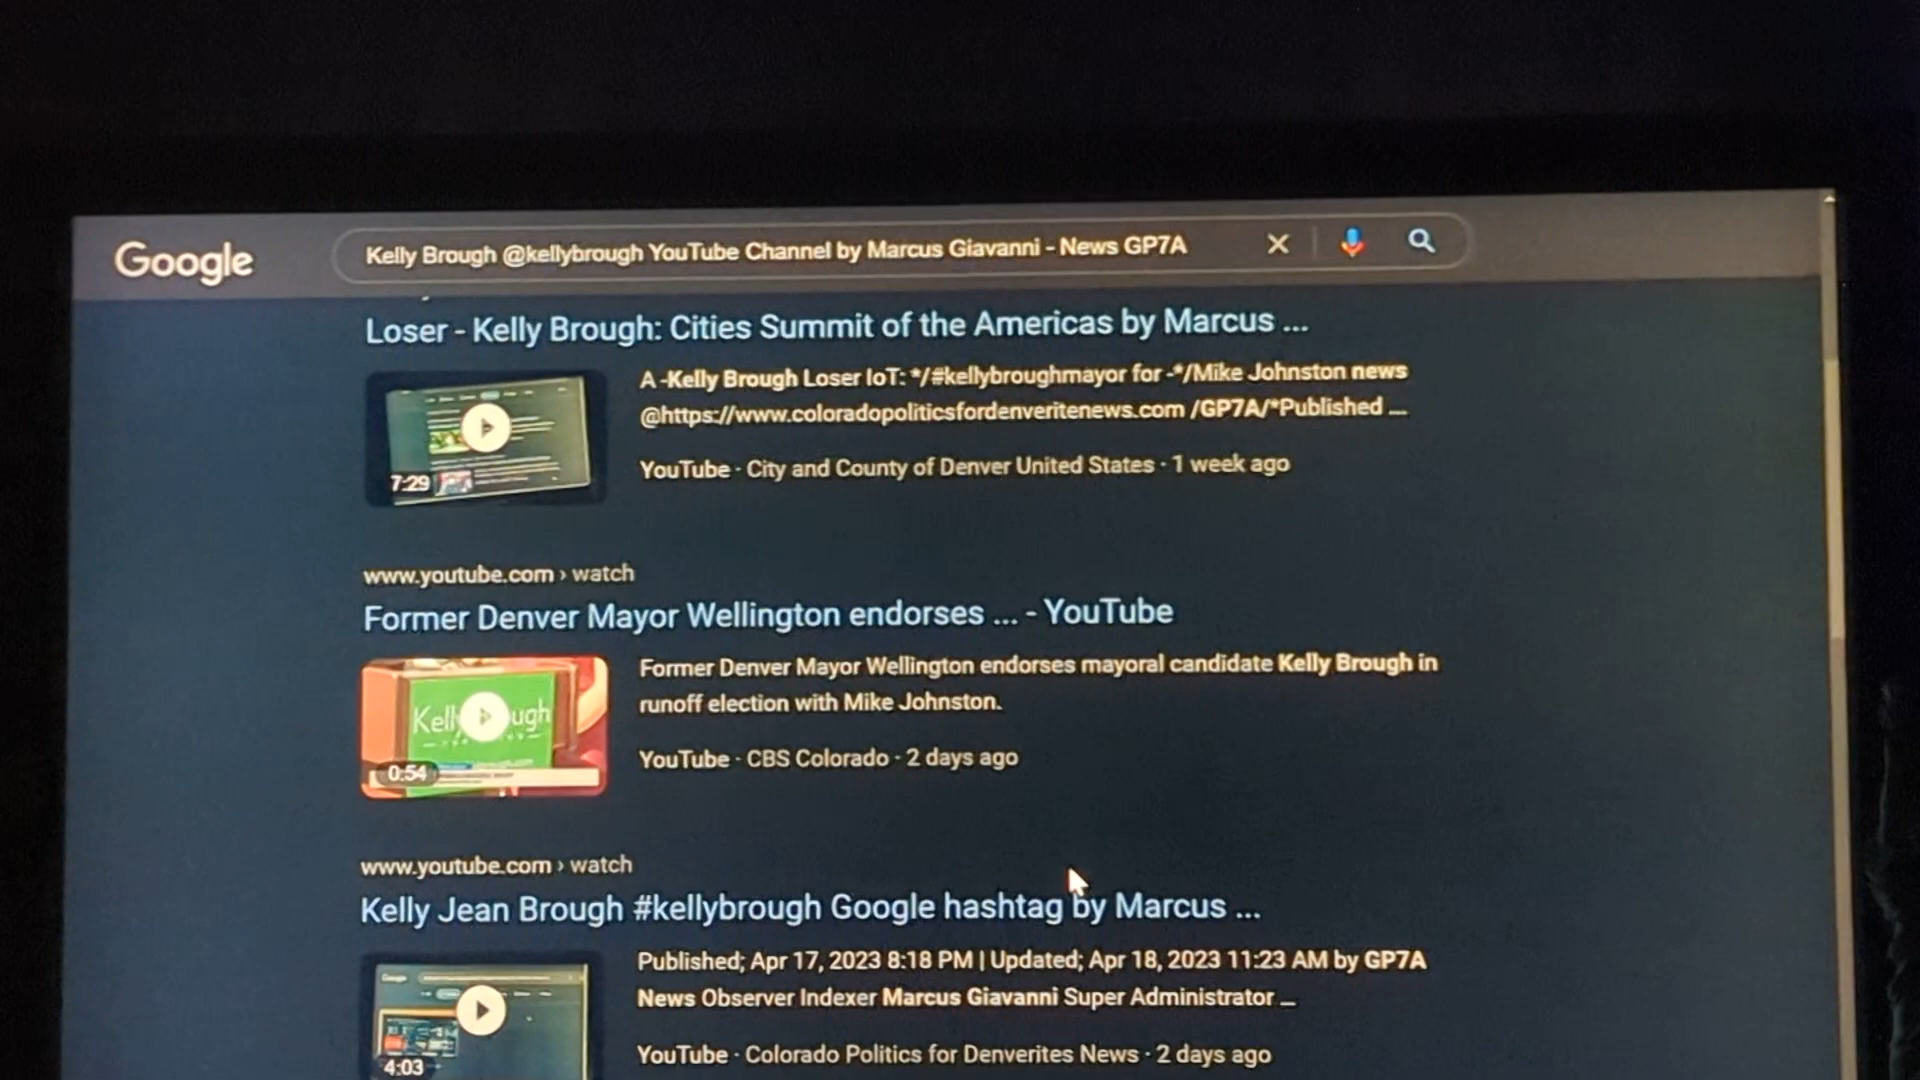 Google
Kelly Brough @kellybrough YouTube Channel by Marcus Giavanni - News GP7A
Loser - Kelly Brough: Cities Summit of the Americas by Marcus ...
A -Kelly Brough Loser IoT: */#kellybroughmayor for -*/Mike Johnston news
@https://www.coloradopoliticsfordenveritenews.com /GP7A/*Published ...
7:29
YouTube · City and County of Denver United States · 1 week ago
www.youtube.com › watch
Former Denver Mayor Wellington endorses ... - YouTube
Former Denver Mayor Wellington endorses mayoral candidate Kelly Brough in
runoff election with Mike Johnston.
0:54
YouTube · CBS Colorado · 2 days ago
www.youtube.com › watch
Kelly Jean Brough #kellybrough Google hashtag by Marcus ...
Published; Apr 17, 2023 8:18 PM | Updated; Apr 18, 2023 11:23 AM by GP7A
News Observer Indexer Marcus Giavanni Super Administrator ...
4:03
YouTube · Colorado Politics for Denverites News · 2 days ago